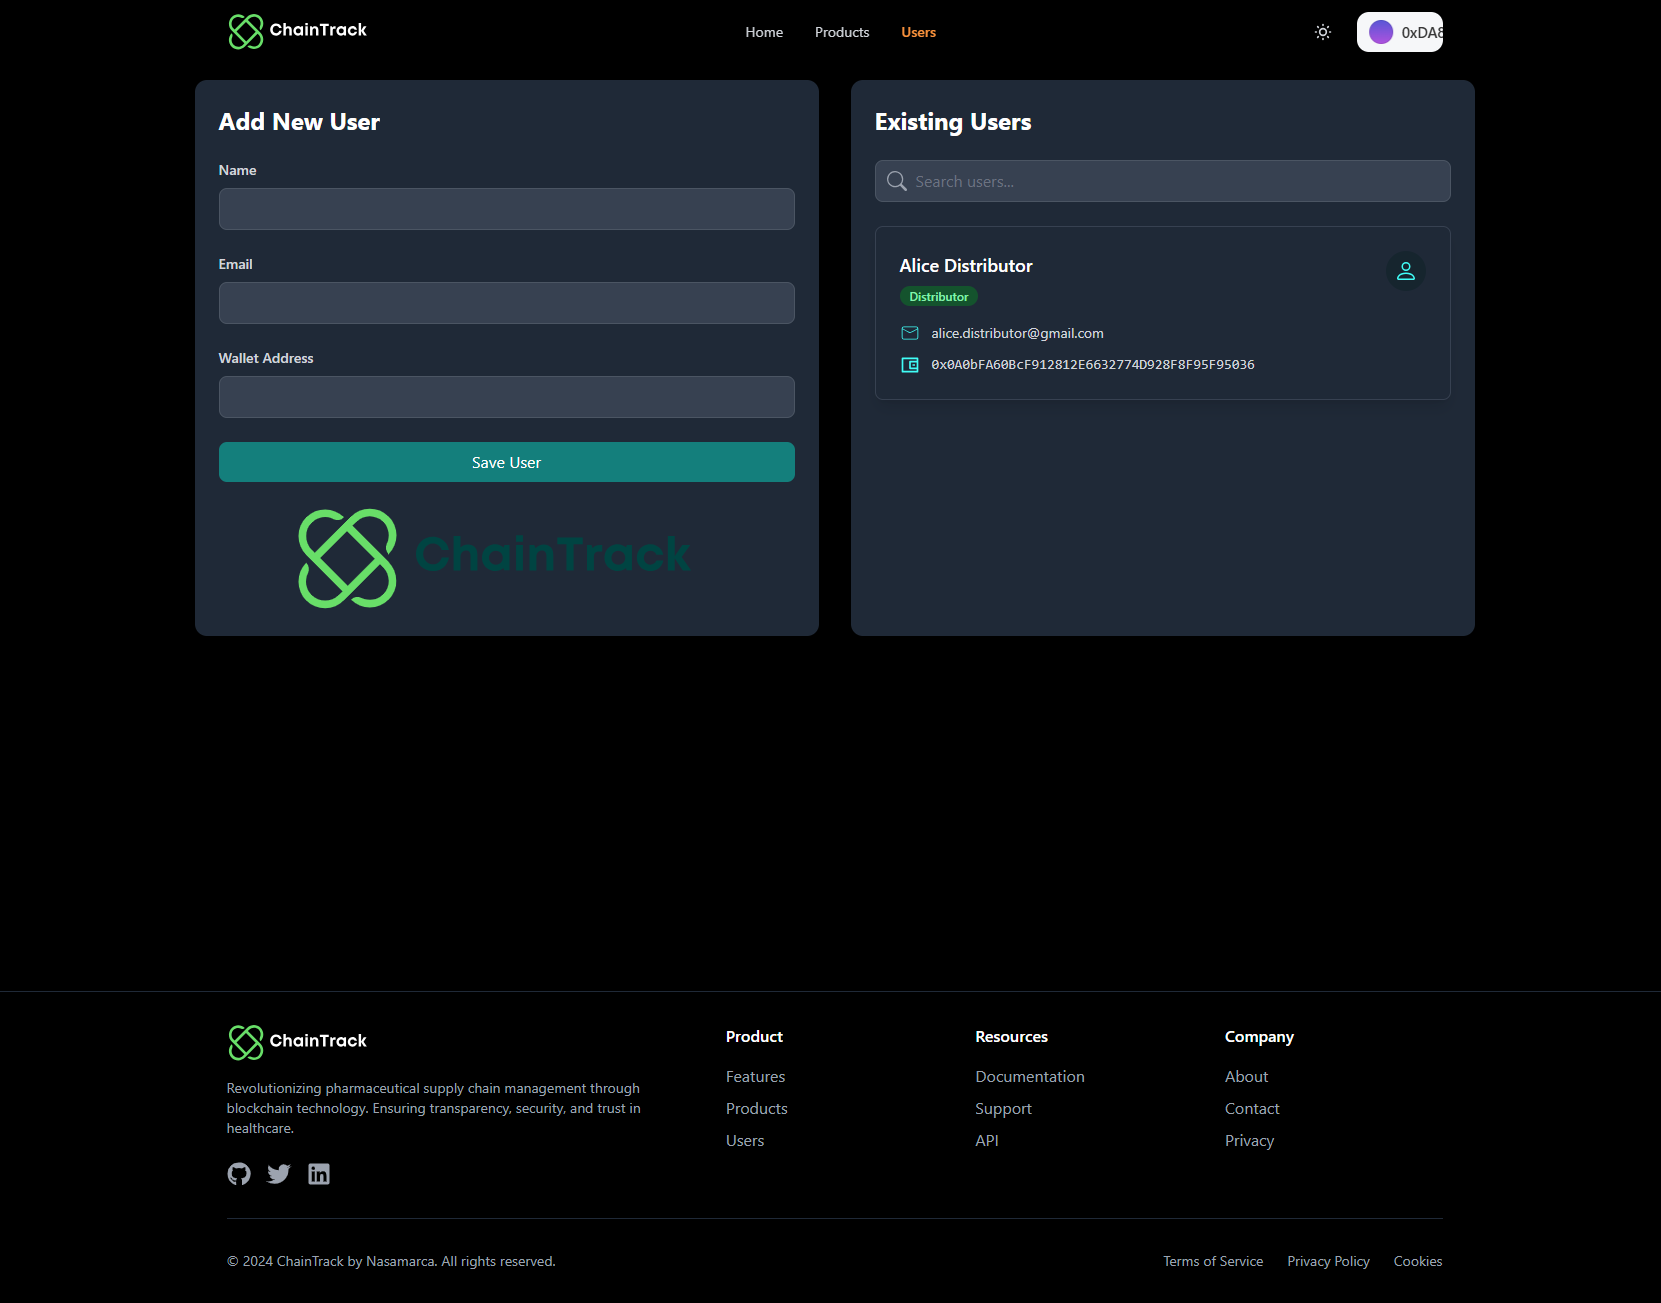 ChainTrack
Home
Products
Users
0xDA8
Add New User
Name
Email
Wallet Address
Save User
ChainTrack
Existing Users
Search users...
Alice Distributor
Distributor
alice.distributor@gmail.com
0x0A0bFA60BcF912812E6632774D928F8F95F95036
ChainTrack
Revolutionizing pharmaceutical supply chain management through
blockchain technology. Ensuring transparency, security, and trust in
healthcare.
Product
Features
Products
Users
Resources
Documentation
Support
API
Company
About
Contact
Privacy
© 2024 ChainTrack by Nasamarca. All rights reserved.
Terms of Service
Privacy Policy
Cookies